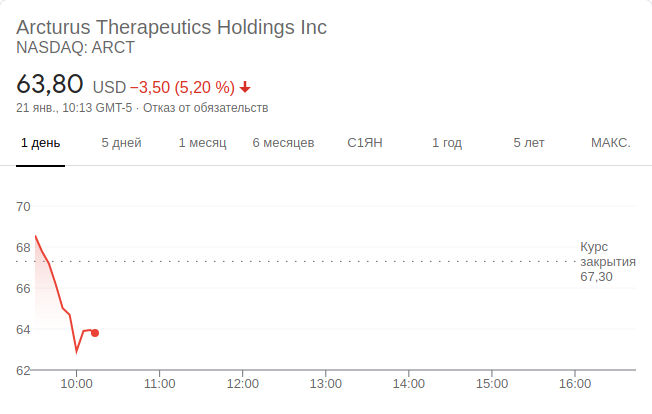 Arcturus Therapeutics Holdings Inc
NASDAQ: ARCT
63,80 USD −3,50 (5,20 %)
21 янв., 10:13 GMT-5 · Отказ от обязательств
1 день 5 дней 1 месяц 6 месяцев С1ЯН 1 год 5 лет МАКС.
70
68
66
64
62
Курс
закрытия
67,30
10:00 11:00 12:00 13:00 14:00 15:00 16:00